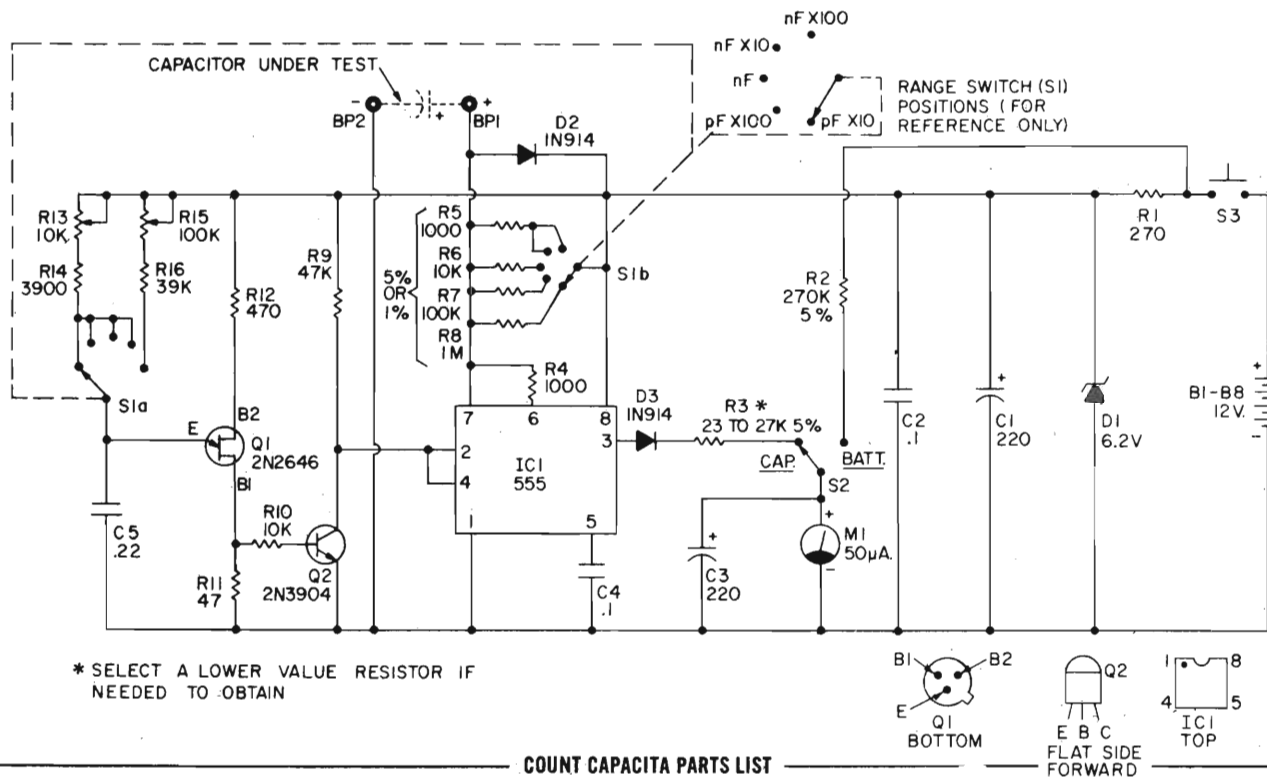 nF X100
nF X10
nF
pF X100
pF X10
RANGE SWITCH (S1)
POSITIONS (FOR
REFERENCE ONLY)
CAPACITOR UNDER TEST
-
+
+
BP2
BP1
D2
1N914
R13
10K
R15
100K
R14
3900
R16
39K
R12
470
R9
47K
5%
OR
1%
R5
1000
R6
10K
R7
100K
R8
1M
S1b
R4
1000
R1
270
S3
R2
270K
5%
S1a
E
B2
Q1
2N2646
B1
C5
.22
R10
10K
R11
47
Q2
2N3904
7
6
8
2
4
3
1
5
IC1
555
D3
1N914
R3 *
23 TO 27K 5%
CAP.
BATT.
S2
C4
.1
+
C3
220
+
M1
50µA.
-
C2
.1
+
C1
220
D1
6.2V
+
B1-B8
12V.
-
* SELECT A LOWER VALUE RESISTOR IF
NEEDED TO OBTAIN
B1
B2
E
Q1
BOTTOM
Q2
E B C
FLAT SIDE
FORWARD
1
8
4
5
IC1
TOP
COUNT CAPACITA PARTS LIST